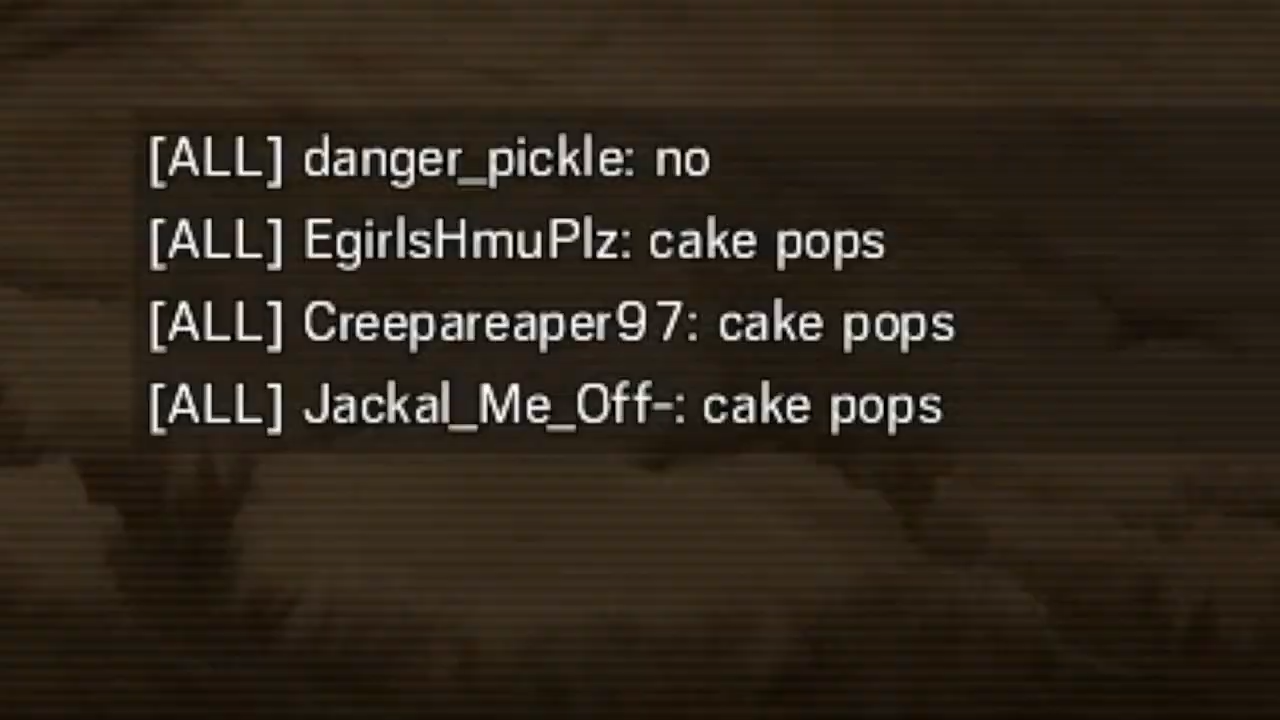 [ALL] danger_pickle: no
[ALL] EgirlsHmuPlz: cake pops
[ALL] Creepareaper97: cake pops
[ALL] Jackal_Me_Off-: cake pops